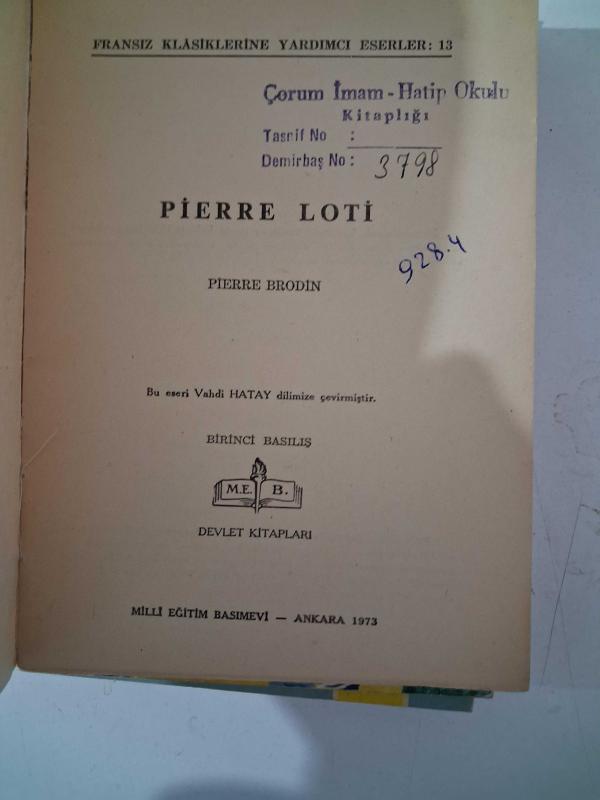 FRANSIZ KLÂSİKLERİNE YARDIMCI ESERLER: 13
Çorum İmam-Hatip Okulu
Kitaplığı
Tasnif No :
Demirbaş No: 3798
PİERRE LOTİ
928.4
PİERRE BRODİN
Bu eseri Vahdi HATAY dilimize çevirmiştir.
BİRİNCİ BASILIŞ
M.E. B.
DEVLET KİTAPLARI
MİLLÎ EĞİTİM BASIMEVİ — ANKARA 1973